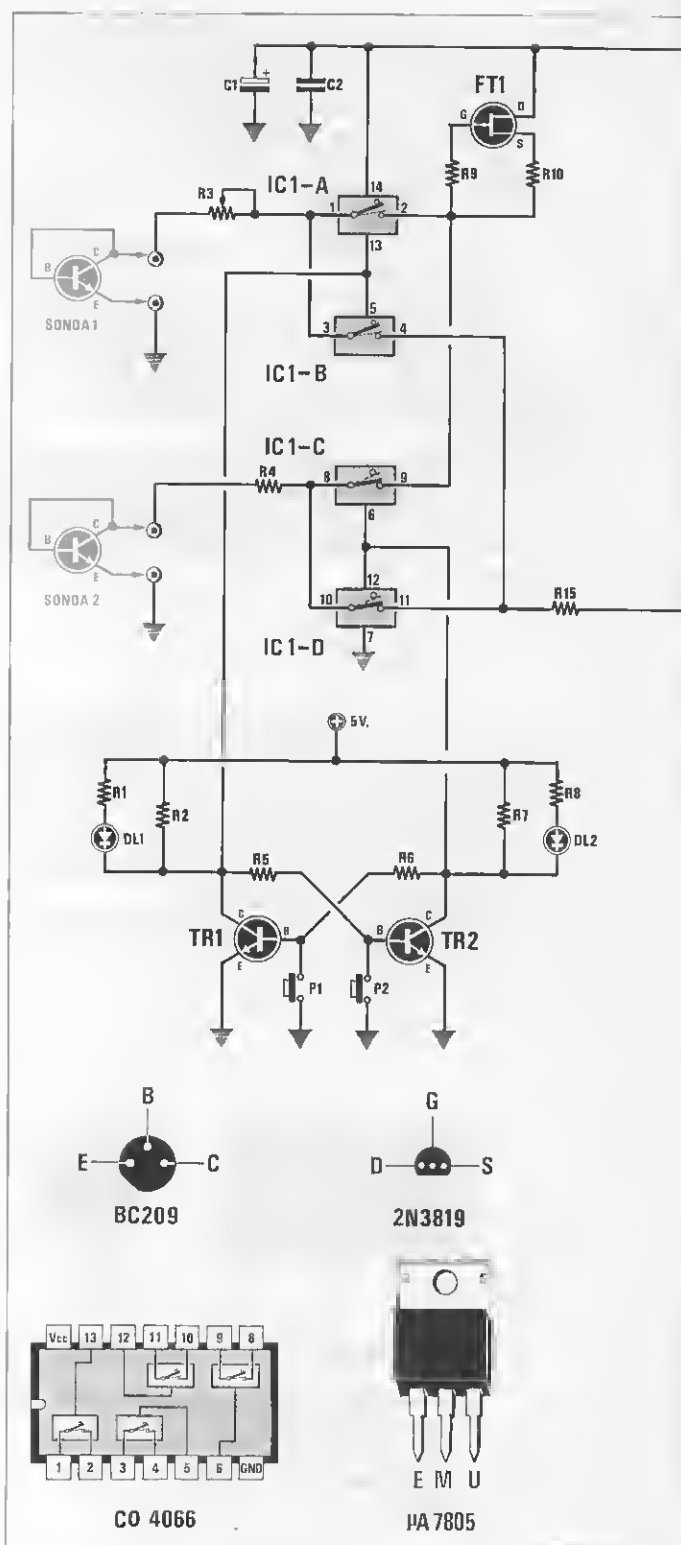 C1 + C2
FT1
G D S
R9 R10
IC1-A
R3
14
1 2
13
B C E
SONDA 1
5
3 4
IC1-B
IC1-C
R4
8 9
6
B C E
SONDA 2
12
10 11
7
R15
IC1-D
5V.
R1 R2 R7 R8
DL1 DL2
R5 R6
C B E
TR1 TR2
B C E
P1 P2
B
E C
BC209
G
D S
2N3819
Vcc 13 12 11 10 9 8
1 2 3 4 5 6 GND
CD 4066
E M U
µA 7805